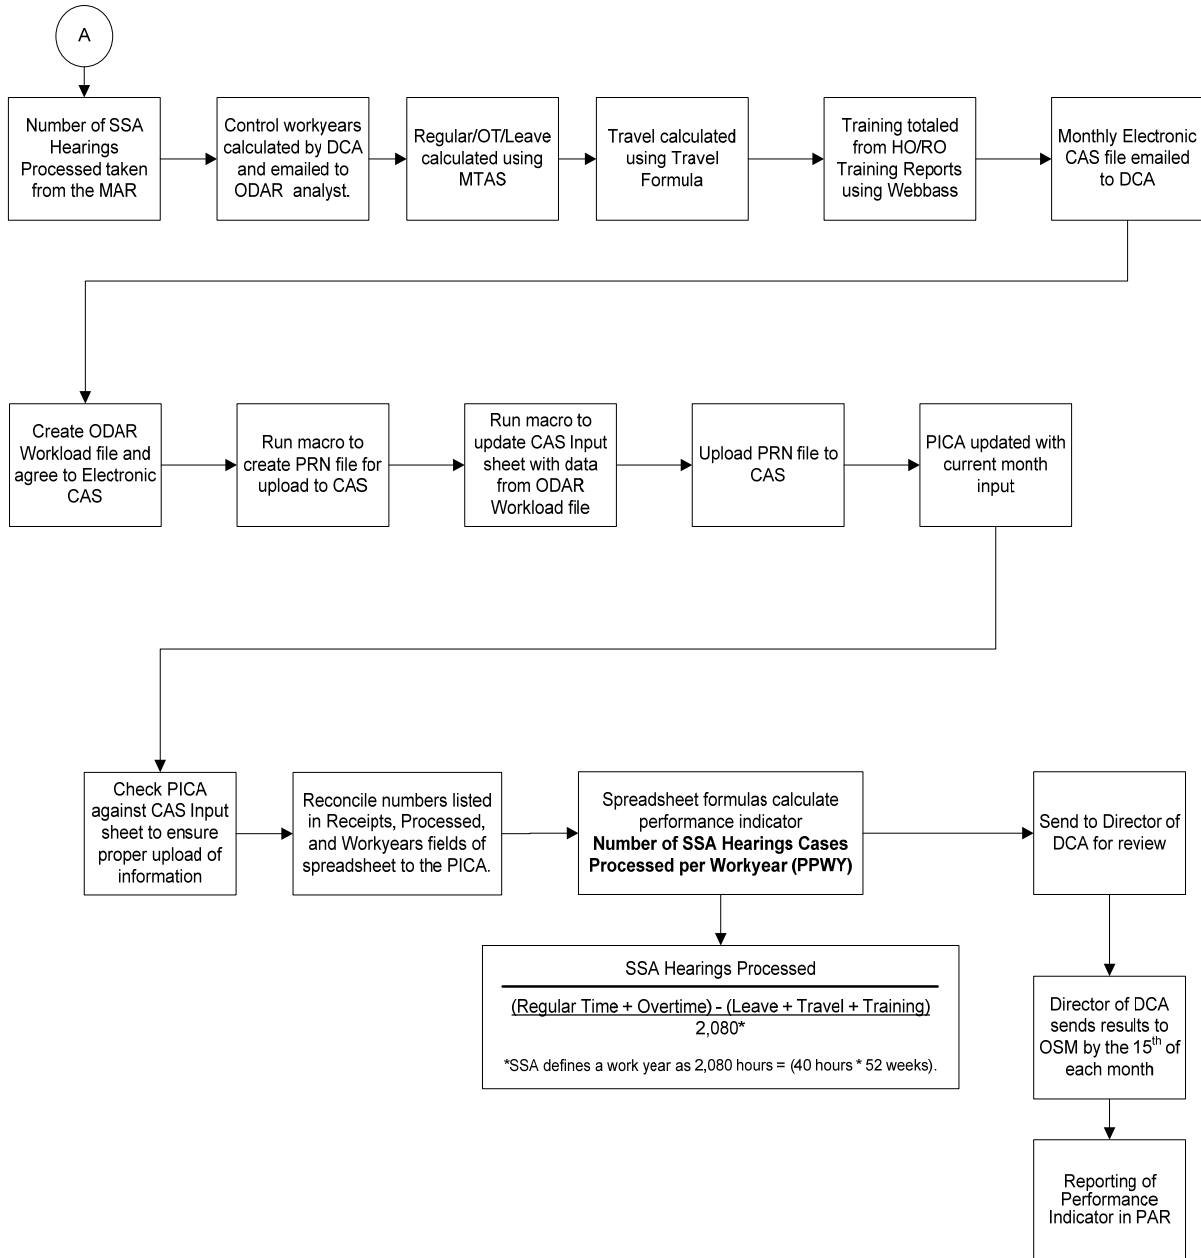 A
Number of SSA
Hearings
Processed taken
from the MAR
Control workyears
calculated by DCA
and emailed to
ODAR analyst.
Regular/OT/Leave
calculated using
MTAS
Travel calculated
using Travel
Formula
Training totaled
from HO/RO
Training Reports
using Webbass
Monthly Electronic
CAS file emailed
to DCA
Create ODAR
Workload file and
agree to Electronic
CAS
Run macro to
create PRN file for
upload to CAS
Run macro to
update CAS Input
sheet with data
from ODAR
Workload file
Upload PRN file to
CAS
PICA updated with
current month
input
Check PICA
against CAS Input
sheet to ensure
proper upload of
information
Reconcile numbers listed
in Receipts, Processed,
and Workyears fields of
spreadsheet to the PICA.
Spreadsheet formulas calculate
performance indicator
Number of SSA Hearings Cases
Processed per Workyear (PPWY)
Send to Director of
DCA for review
SSA Hearings Processed
(Regular Time + Overtime) - (Leave + Travel + Training)
2,080*
*SSA defines a work year as 2,080 hours = (40 hours * 52 weeks).
Director of DCA
sends results to
OSM by the 15th of
each month
Reporting of
Performance
Indicator in PAR